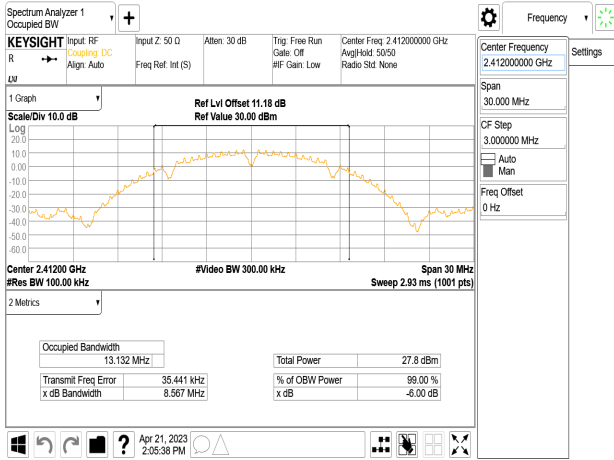 Spectrum Analyzer 1
Occupied BW
KEYSIGHT
R
Input: RF
Coupling: DC
Align: Auto
Input Z: 50 Ω
Freq Ref: Int (S)
Atten: 30 dB
Trig: Free Run
Gate: Off
#IF Gain: Low
Center Freq: 2.412000000 GHz
Avg|Hold: 50/50
Radio Std: None
1 Graph
Scale/Div 10.0 dB
Ref Lvl Offset 11.18 dB
Ref Value 30.00 dBm
Log
20.0
10.0
0.00
-10.0
-20.0
-30.0
-40.0
-50.0
-60.0
Center 2.41200 GHz
#Video BW 300.00 kHz
Span 30 MHz
#Res BW 100.00 kHz
Sweep 2.93 ms (1001 pts)
2 Metrics
Occupied Bandwidth
13.132 MHz
Total Power 27.8 dBm
Transmit Freq Error 35.441 kHz
% of OBW Power 99.00 %
x dB Bandwidth 8.567 MHz
x dB -6.00 dB
?
Apr 21, 2023
2:05:38 PM
Frequency
Settings
Center Frequency
2.412000000 GHz
Span
30.000 MHz
CF Step
3.000000 MHz
Auto
Man
Freq Offset
0 Hz